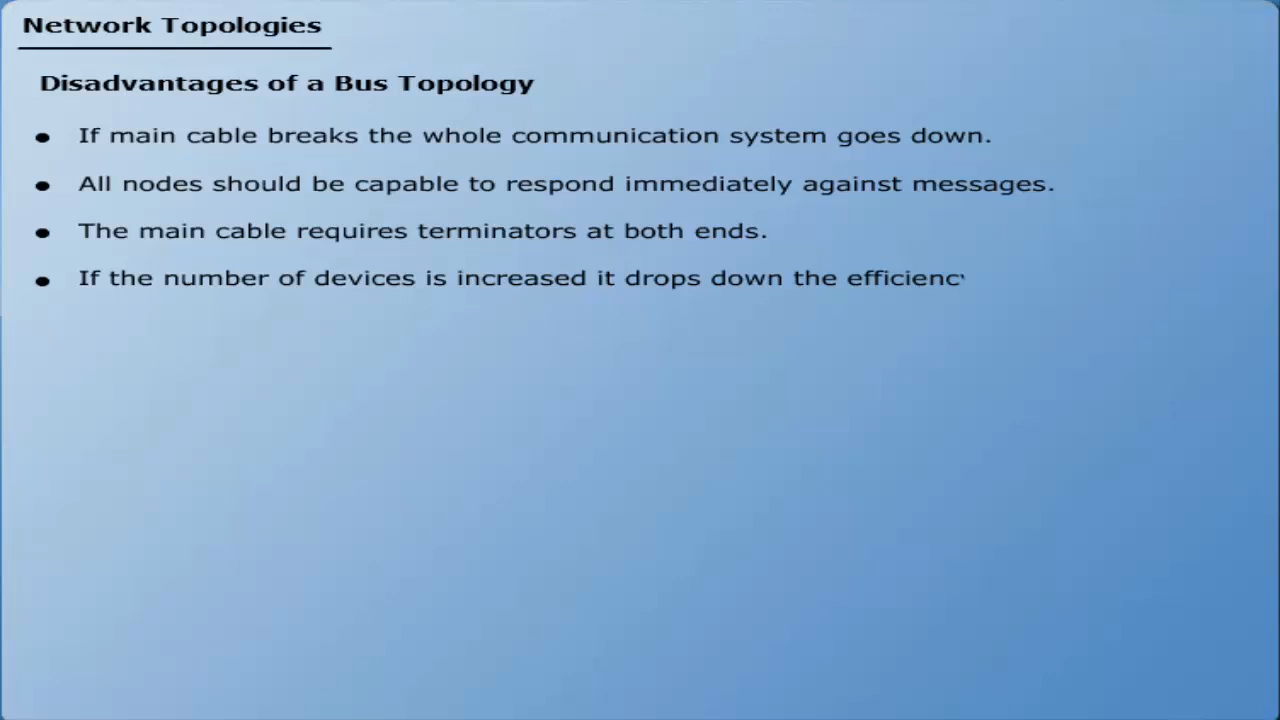 Network Topologies
Disadvantages of a Bus Topology
● If main cable breaks the whole communication system goes down.
● All nodes should be capable to respond immediately against messages.
● The main cable requires terminators at both ends.
● If the number of devices is increased it drops down the efficienc